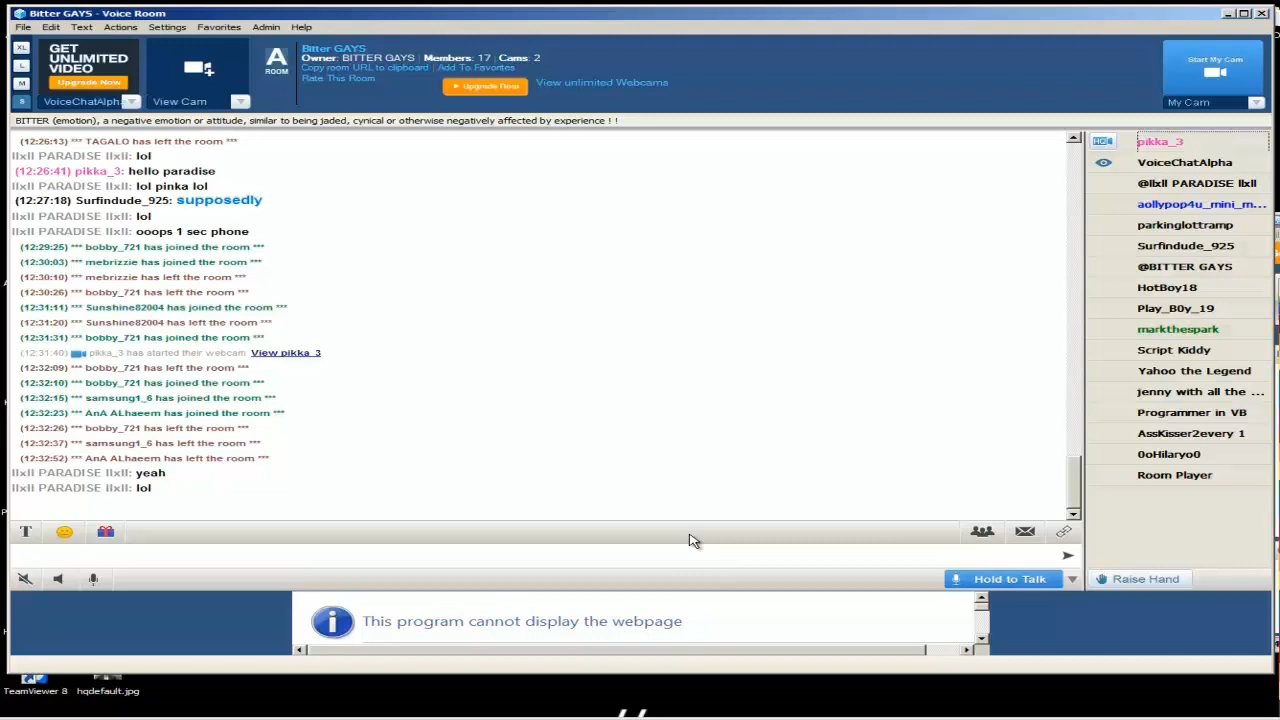 Bitter GAYS - Voice Room
File Edit Text Actions Settings Favorites Admin Help
XL
L
M
S
GET
UNLIMITED
VIDEO
Upgrade Now
VoiceChatAlph
View Cam
A
ROOM
Bitter GAYS
Owner: BITTER GAYS | Members: 17 | Cams: 2
Copy room URL to clipboard | Add To Favorites
Rate This Room
Upgrade Now
View unlimited Webcams
Start My Cam
My Cam
BITTER (emotion), a negative emotion or attitude, similar to being jaded, cynical or otherwise negatively affected by experience ! !
(12:26:13) *** TAGALO has left the room ***
llxll PARADISE llxll: lol
(12:26:41) pikka_3: hello paradise
llxll PARADISE llxll: lol pinka lol
(12:27:18) Surfindude_925: supposedly
llxll PARADISE llxll: lol
llxll PARADISE llxll: ooops 1 sec phone
(12:29:25) *** bobby_721 has joined the room ***
(12:30:03) *** mebrizzie has joined the room ***
(12:30:10) *** mebrizzie has left the room ***
(12:30:26) *** bobby_721 has left the room ***
(12:31:11) *** Sunshine82004 has joined the room ***
(12:31:20) *** Sunshine82004 has left the room ***
(12:31:31) *** bobby_721 has joined the room ***
(12:31:40) pikka_3 has started their webcam View pikka_3
(12:32:09) *** bobby_721 has left the room ***
(12:32:10) *** bobby_721 has joined the room ***
(12:32:15) *** samsung1_6 has joined the room ***
(12:32:23) *** AnA ALhaeem has joined the room ***
(12:32:26) *** bobby_721 has left the room ***
(12:32:37) *** samsung1_6 has left the room ***
(12:32:52) *** AnA ALhaeem has left the room ***
llxll PARADISE llxll: yeah
llxll PARADISE llxll: lol
HQ
pikka_3
VoiceChatAlpha
@llxll PARADISE llxll
aollypop4u_mini_m...
parkinglottramp
Surfindude_925
@BITTER GAYS
HotBoy18
Play_B0y_19
markthespark
Script Kiddy
Yahoo the Legend
jenny with all the ...
Programmer in VB
AssKisser2every 1
0oHilaryo0
Room Player
T
Hold to Talk
Raise Hand
This program cannot display the webpage
TeamViewer 8
hqdefault.jpg